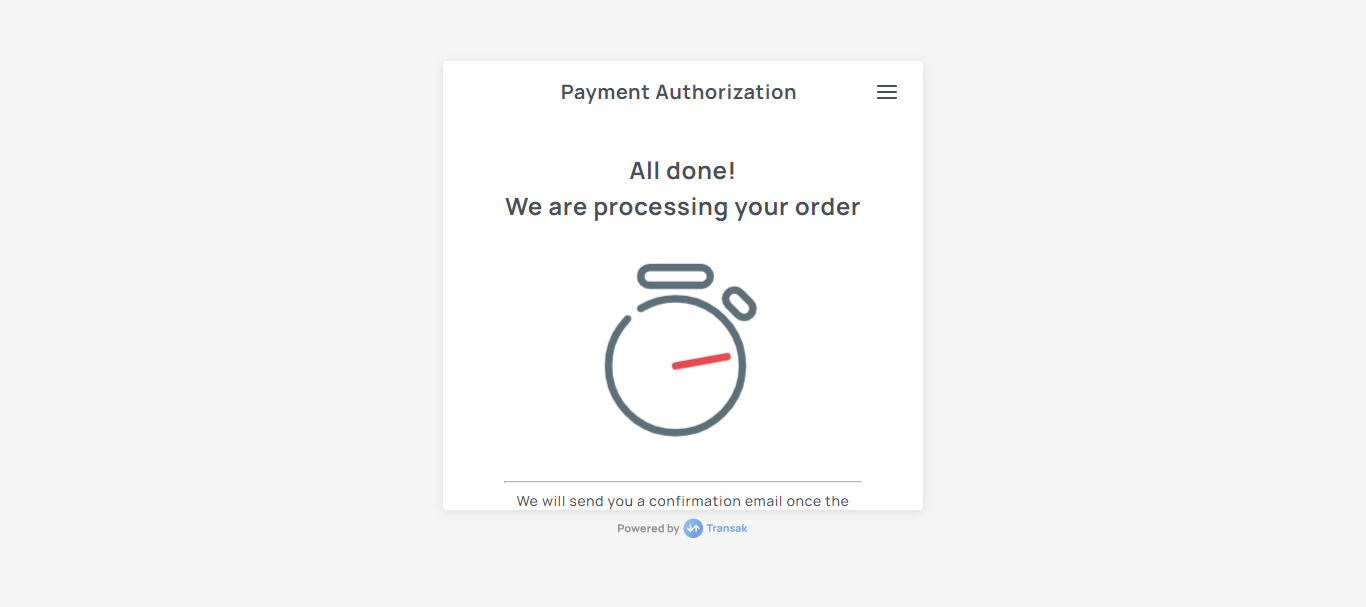 Payment Authorization
All done!
We are processing your order
We will send you a confirmation email once the
Powered by Transak